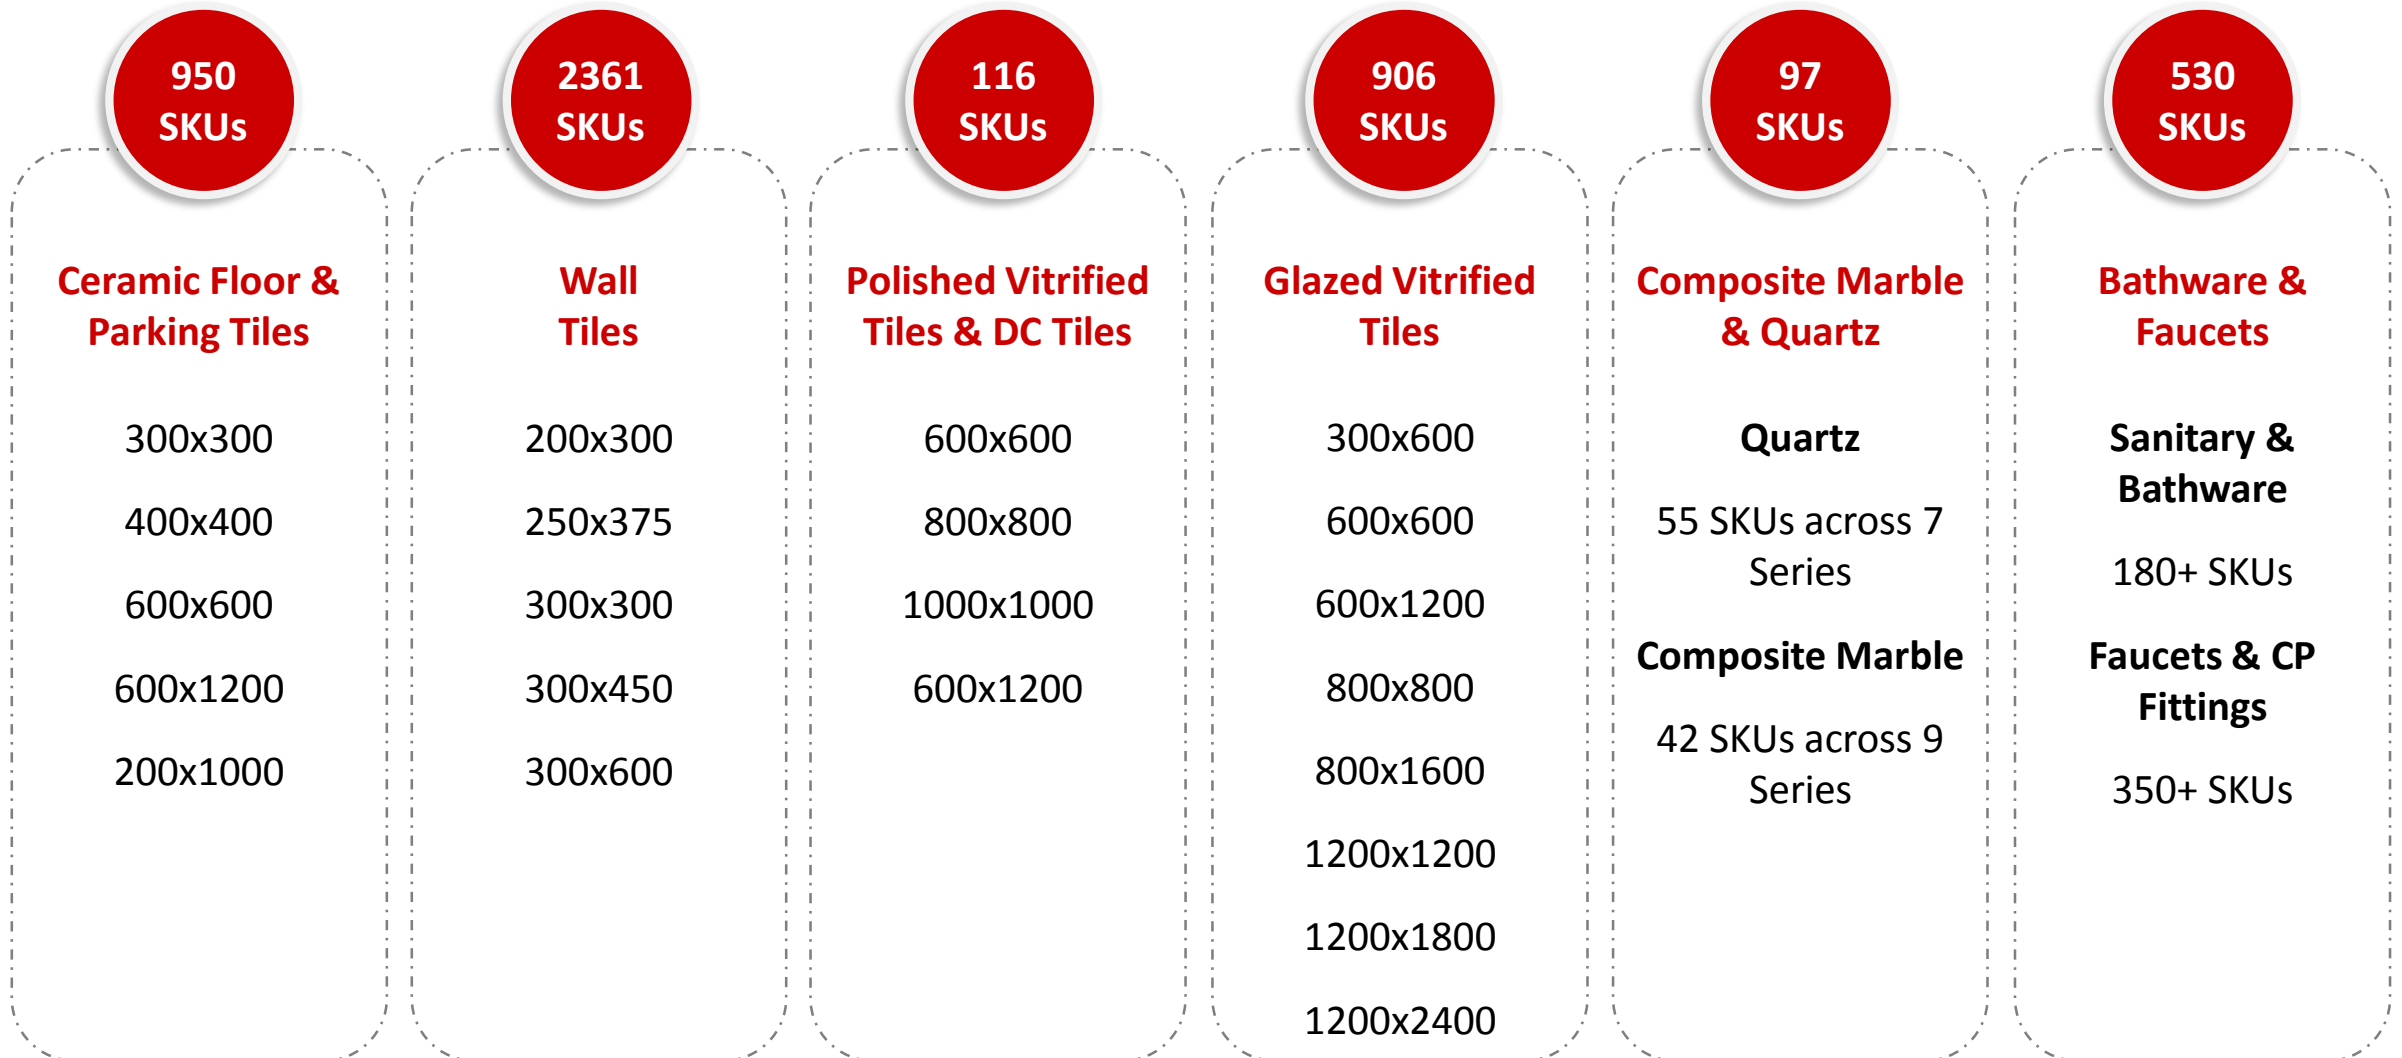 950
SKUs
Ceramic Floor &
Parking Tiles
300x300
400x400
600x600
600x1200
200x1000
2361
SKUs
Wall
Tiles
200x300
250x375
300x300
300x450
300x600
116
SKUs
Polished Vitrified
Tiles & DC Tiles
600x600
800x800
1000x1000
600x1200
906
SKUs
Glazed Vitrified
Tiles
300x600
600x600
600x1200
800x800
800x1600
1200x1200
1200x1800
1200x2400
97
SKUs
Composite Marble
& Quartz
Quartz
55 SKUs across 7
Series
Composite Marble
42 SKUs across 9
Series
530
SKUs
Bathware &
Faucets
Sanitary &
Bathware
180+ SKUs
Faucets & CP
Fittings
350+ SKUs